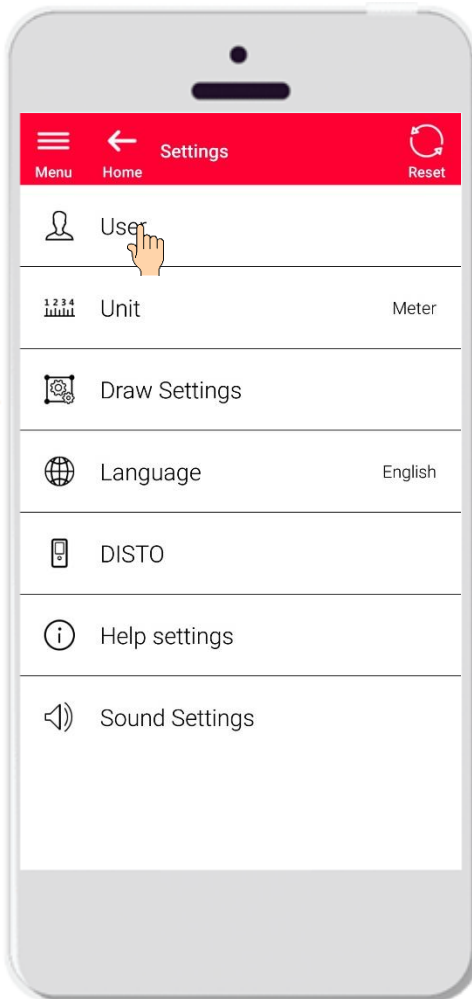 Settings
Menu Home Reset
User
1 2 3 4
Unit Meter
Draw Settings
Language English
DISTO
Help settings
Sound Settings